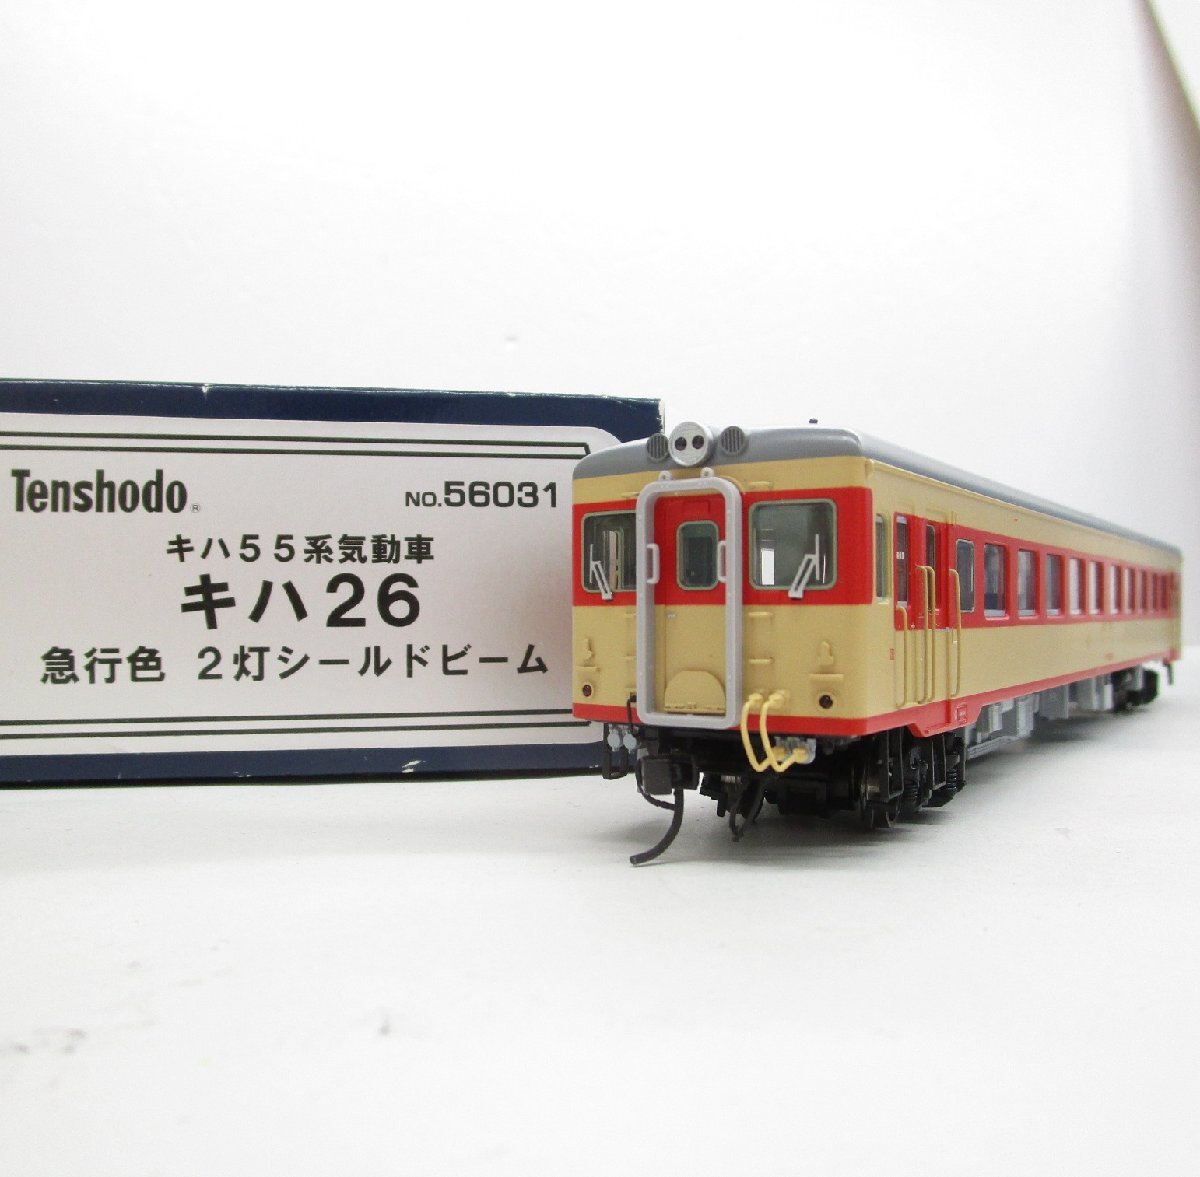 Tenshodo®
NO.56031
キハ５５系気動車
キハ26
急行色 2灯シールドビーム